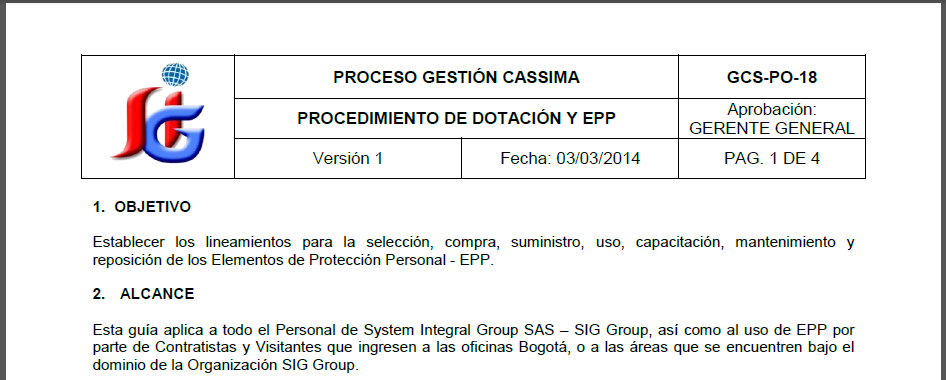 SIG
PROCESO GESTIÓN CASSIMA
GCS-PO-18
PROCEDIMIENTO DE DOTACIÓN Y EPP
Aprobación:
GERENTE GENERAL
Versión 1
Fecha: 03/03/2014
PAG. 1 DE 4
1. OBJETIVO
Establecer los lineamientos para la selección, compra, suministro, uso, capacitación, mantenimiento y
reposición de los Elementos de Protección Personal - EPP.
2. ALCANCE
Esta guía aplica a todo el Personal de System Integral Group SAS – SIG Group, así como al uso de EPP por
parte de Contratistas y Visitantes que ingresen a las oficinas Bogotá, o a las áreas que se encuentren bajo el
dominio de la Organización SIG Group.